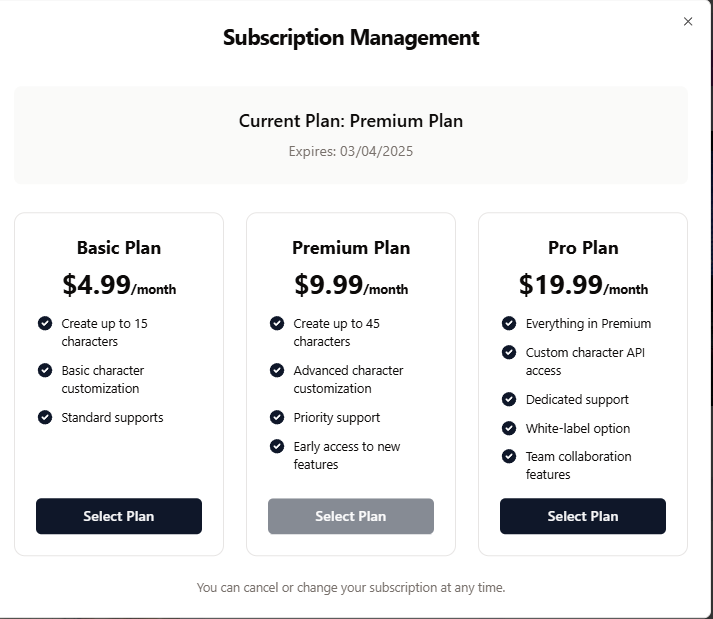 Subscription Management
Current Plan: Premium Plan
Expires: 03/04/2025
Basic Plan
$4.99/month
Create up to 15
characters
Basic character
customization
Standard supports
Select Plan
Premium Plan
$9.99/month
Create up to 45
characters
Advanced character
customization
Priority support
Early access to new
features
Select Plan
Pro Plan
$19.99/month
Everything in Premium
Custom character API
access
Dedicated support
White-label option
Team collaboration
features
Select Plan
You can cancel or change your subscription at any time.